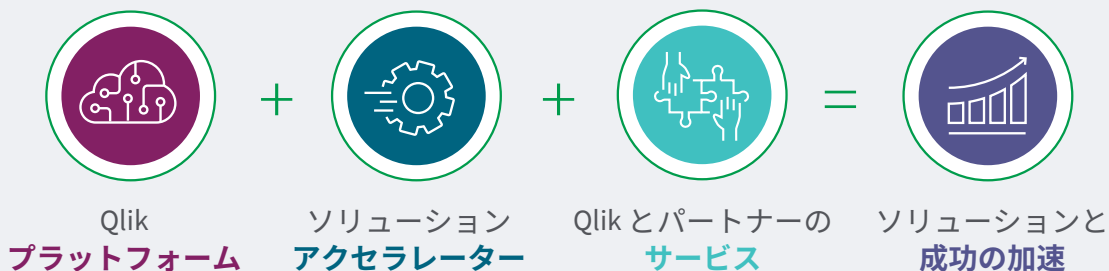 + + =
Qlik ソリューション Qlik とパートナーの ソリューションと
プラットフォーム アクセラレーター サービス 成功の加速